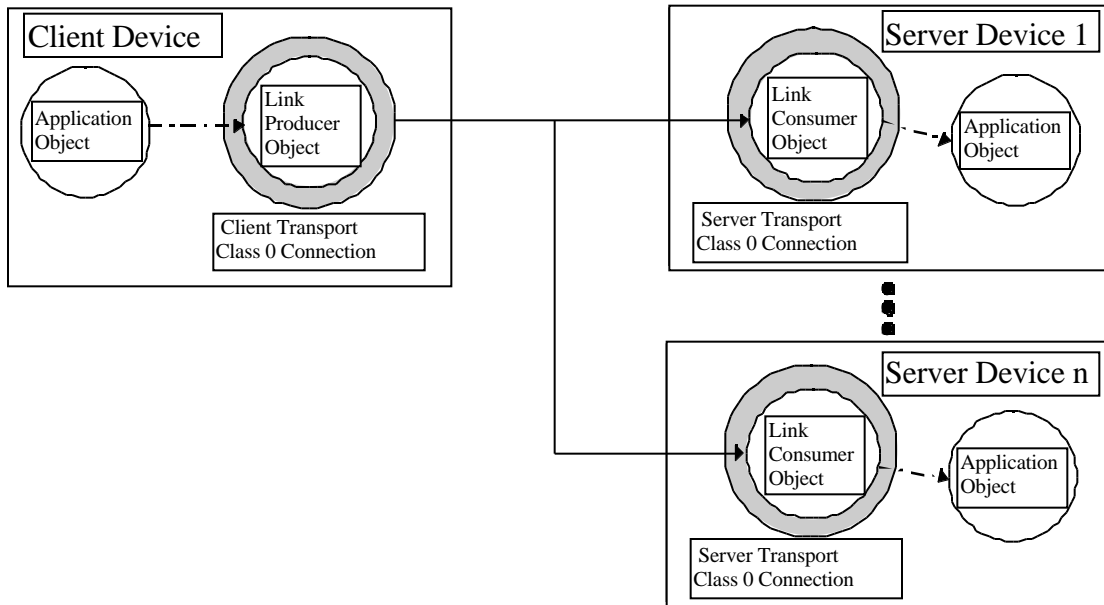 Client Device
Application
Object
Link
Producer
Object
Client Transport
Class 0 Connection
Server Device 1
Link
Consumer
Object
Application
Object
Server Transport
Class 0 Connection
Server Device n
Link
Consumer
Object
Application
Object
Server Transport
Class 0 Connection